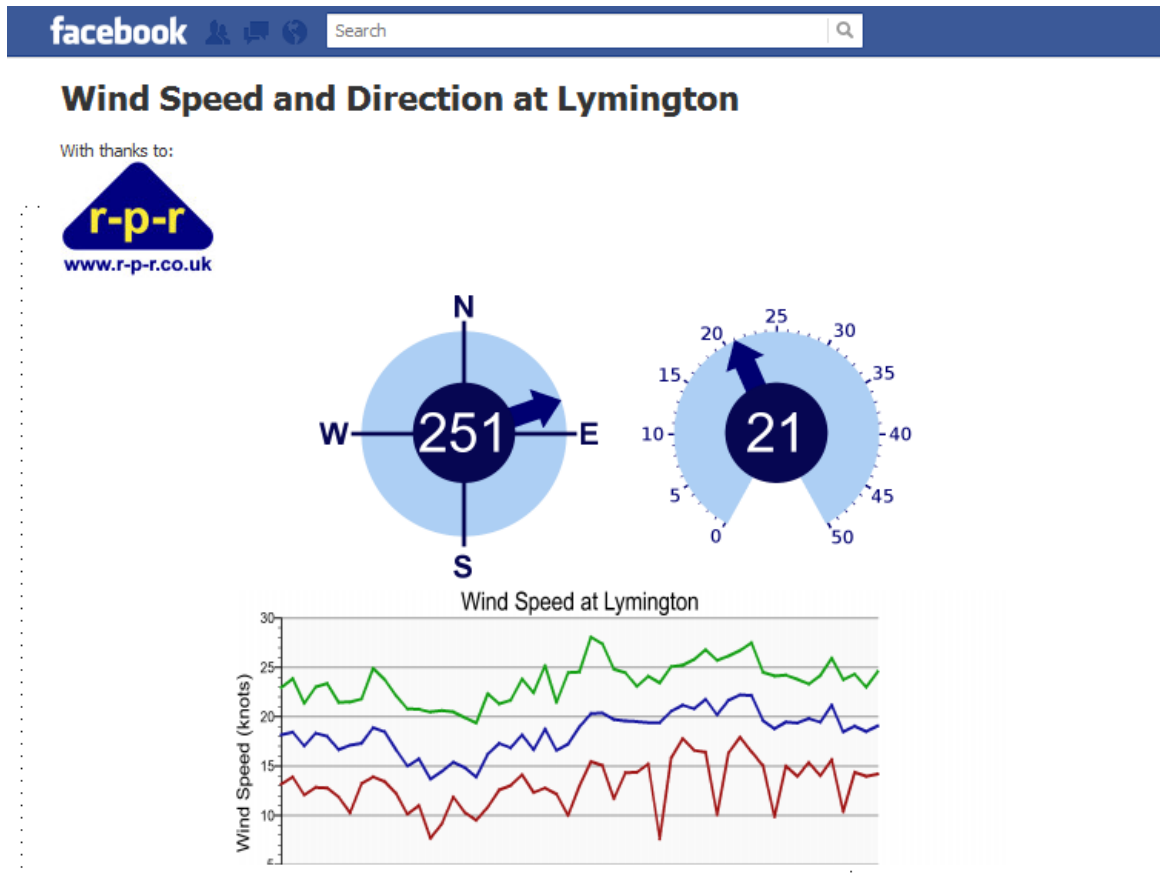 facebook
Search
Wind Speed and Direction at Lymington
With thanks to:
r-p-r
www.r-p-r.co.uk
N
W
251
E
S
0
5
10
15
20
25
30
35
40
45
50
21
Wind Speed at Lymington
Wind Speed (knots)
30
25
20
15
10